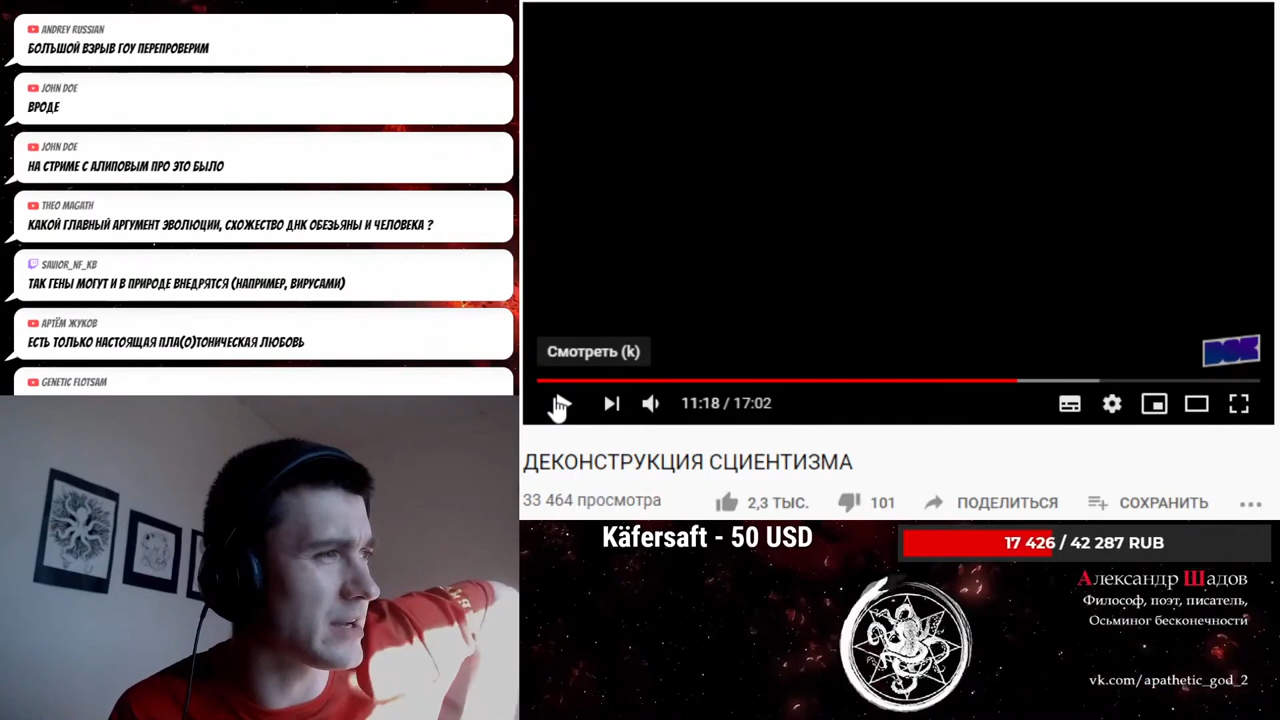 ANDREY RUSSIAN
БОЛЪШОЙ ВЗРЫВ ГОУ ПЕРЕПРОВЕРИМ
JOHN DOE
ВРОДЕ
JOHN DOE
НА СТРИМЕ С АЛИПОВЫМ ПРО ЭТО БЫЛО
THEO MAGATH
КАКОЙ ГЛАВНЫЙ АРГУМЕНТ ЭВОЛЮЦИИ, СХОЖЕСТВО ДНК ОБЕЗЬЯНЫ И ЧЕЛОВЕКА ?
SAVIOR_NF_KB
ТАК ГЕНЫ МОГУТ И В ПРИРОДЕ ВНЕДРЯТСЯ (НАПРИМЕР, ВИРУСАМИ)
АРТЁМ ЖУКОВ
ЕСТЬ ТОЛЬКО НАСТОЯЩАЯ ПЛА(О)ТОНИЧЕСКАЯ ЛЮБОВЬ
GENETIC FLOTSAM
Смотреть (k)
11:18 / 17:02
ДЕКОНСТРУКЦИЯ СЦИЕНТИЗМА
33 464 просмотра
2,3 ТЫС.
101
ПОДЕЛИТЬСЯ
СОХРАНИТЬ
Käfersaft - 50 USD
17 426 / 42 287 RUB
Александр Шадов
Философ, поэт, писатель,
Осьминог бесконечности
vk.com/apathetic_god_2